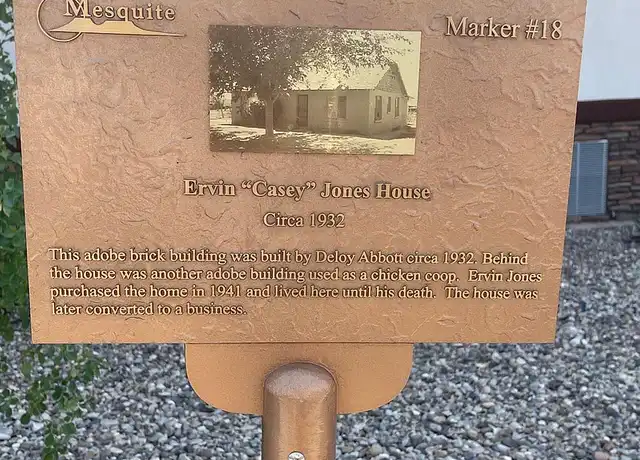 Mesquite
Marker #18
Ervin “Casey” Jones House
Circa 1932
This adobe brick building was built by Deloy Abbott circa 1932. Behind
the house was another adobe building used as a chicken coop. Ervin Jones
purchased the home in 1941 and lived here until his death. The house was
later converted to a business.